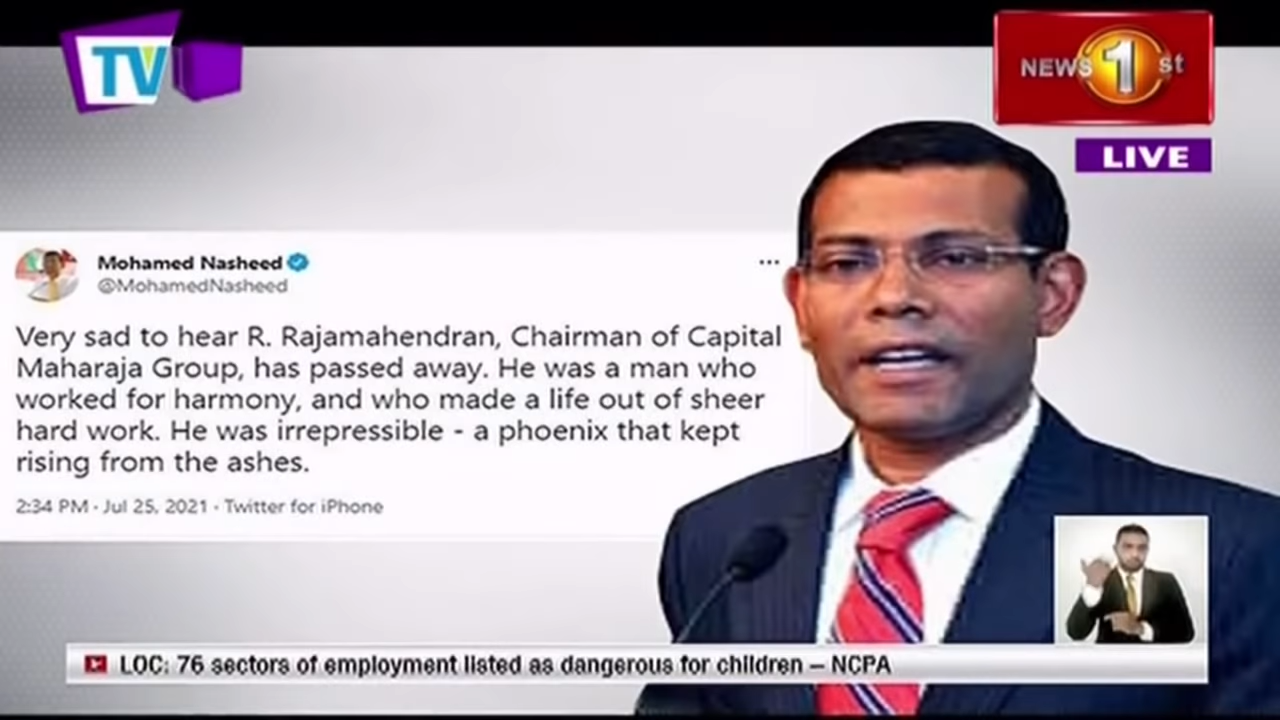 TV 1
NEWS 1st
LIVE
Mohamed Nasheed
@MohamedNasheed
Very sad to hear R. Rajamahendran, Chairman of Capital
Maharaja Group, has passed away. He was a man who
worked for harmony, and who made a life out of sheer
hard work. He was irrepressible - a phoenix that kept
rising from the ashes.
2:34 PM · Jul 25, 2021 · Twitter for iPhone
LOC: 76 sectors of employment listed as dangerous for children – NCPA